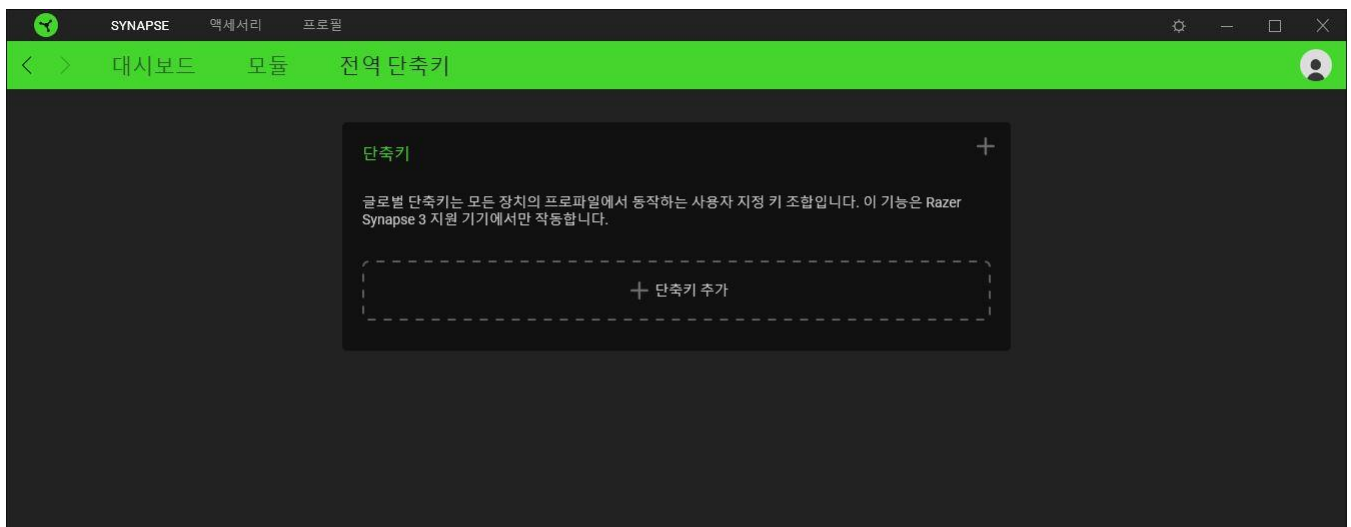 SYNAPSE 액세서리 프로필
대시보드 모듈 전역 단축키
단축키
글로벌 단축키는 모든 장치의 프로파일에서 동작하는 사용자 지정 키 조합입니다. 이 기능은 Razer
Synapse 3 지원 기기에서만 작동합니다.
단축키 추가